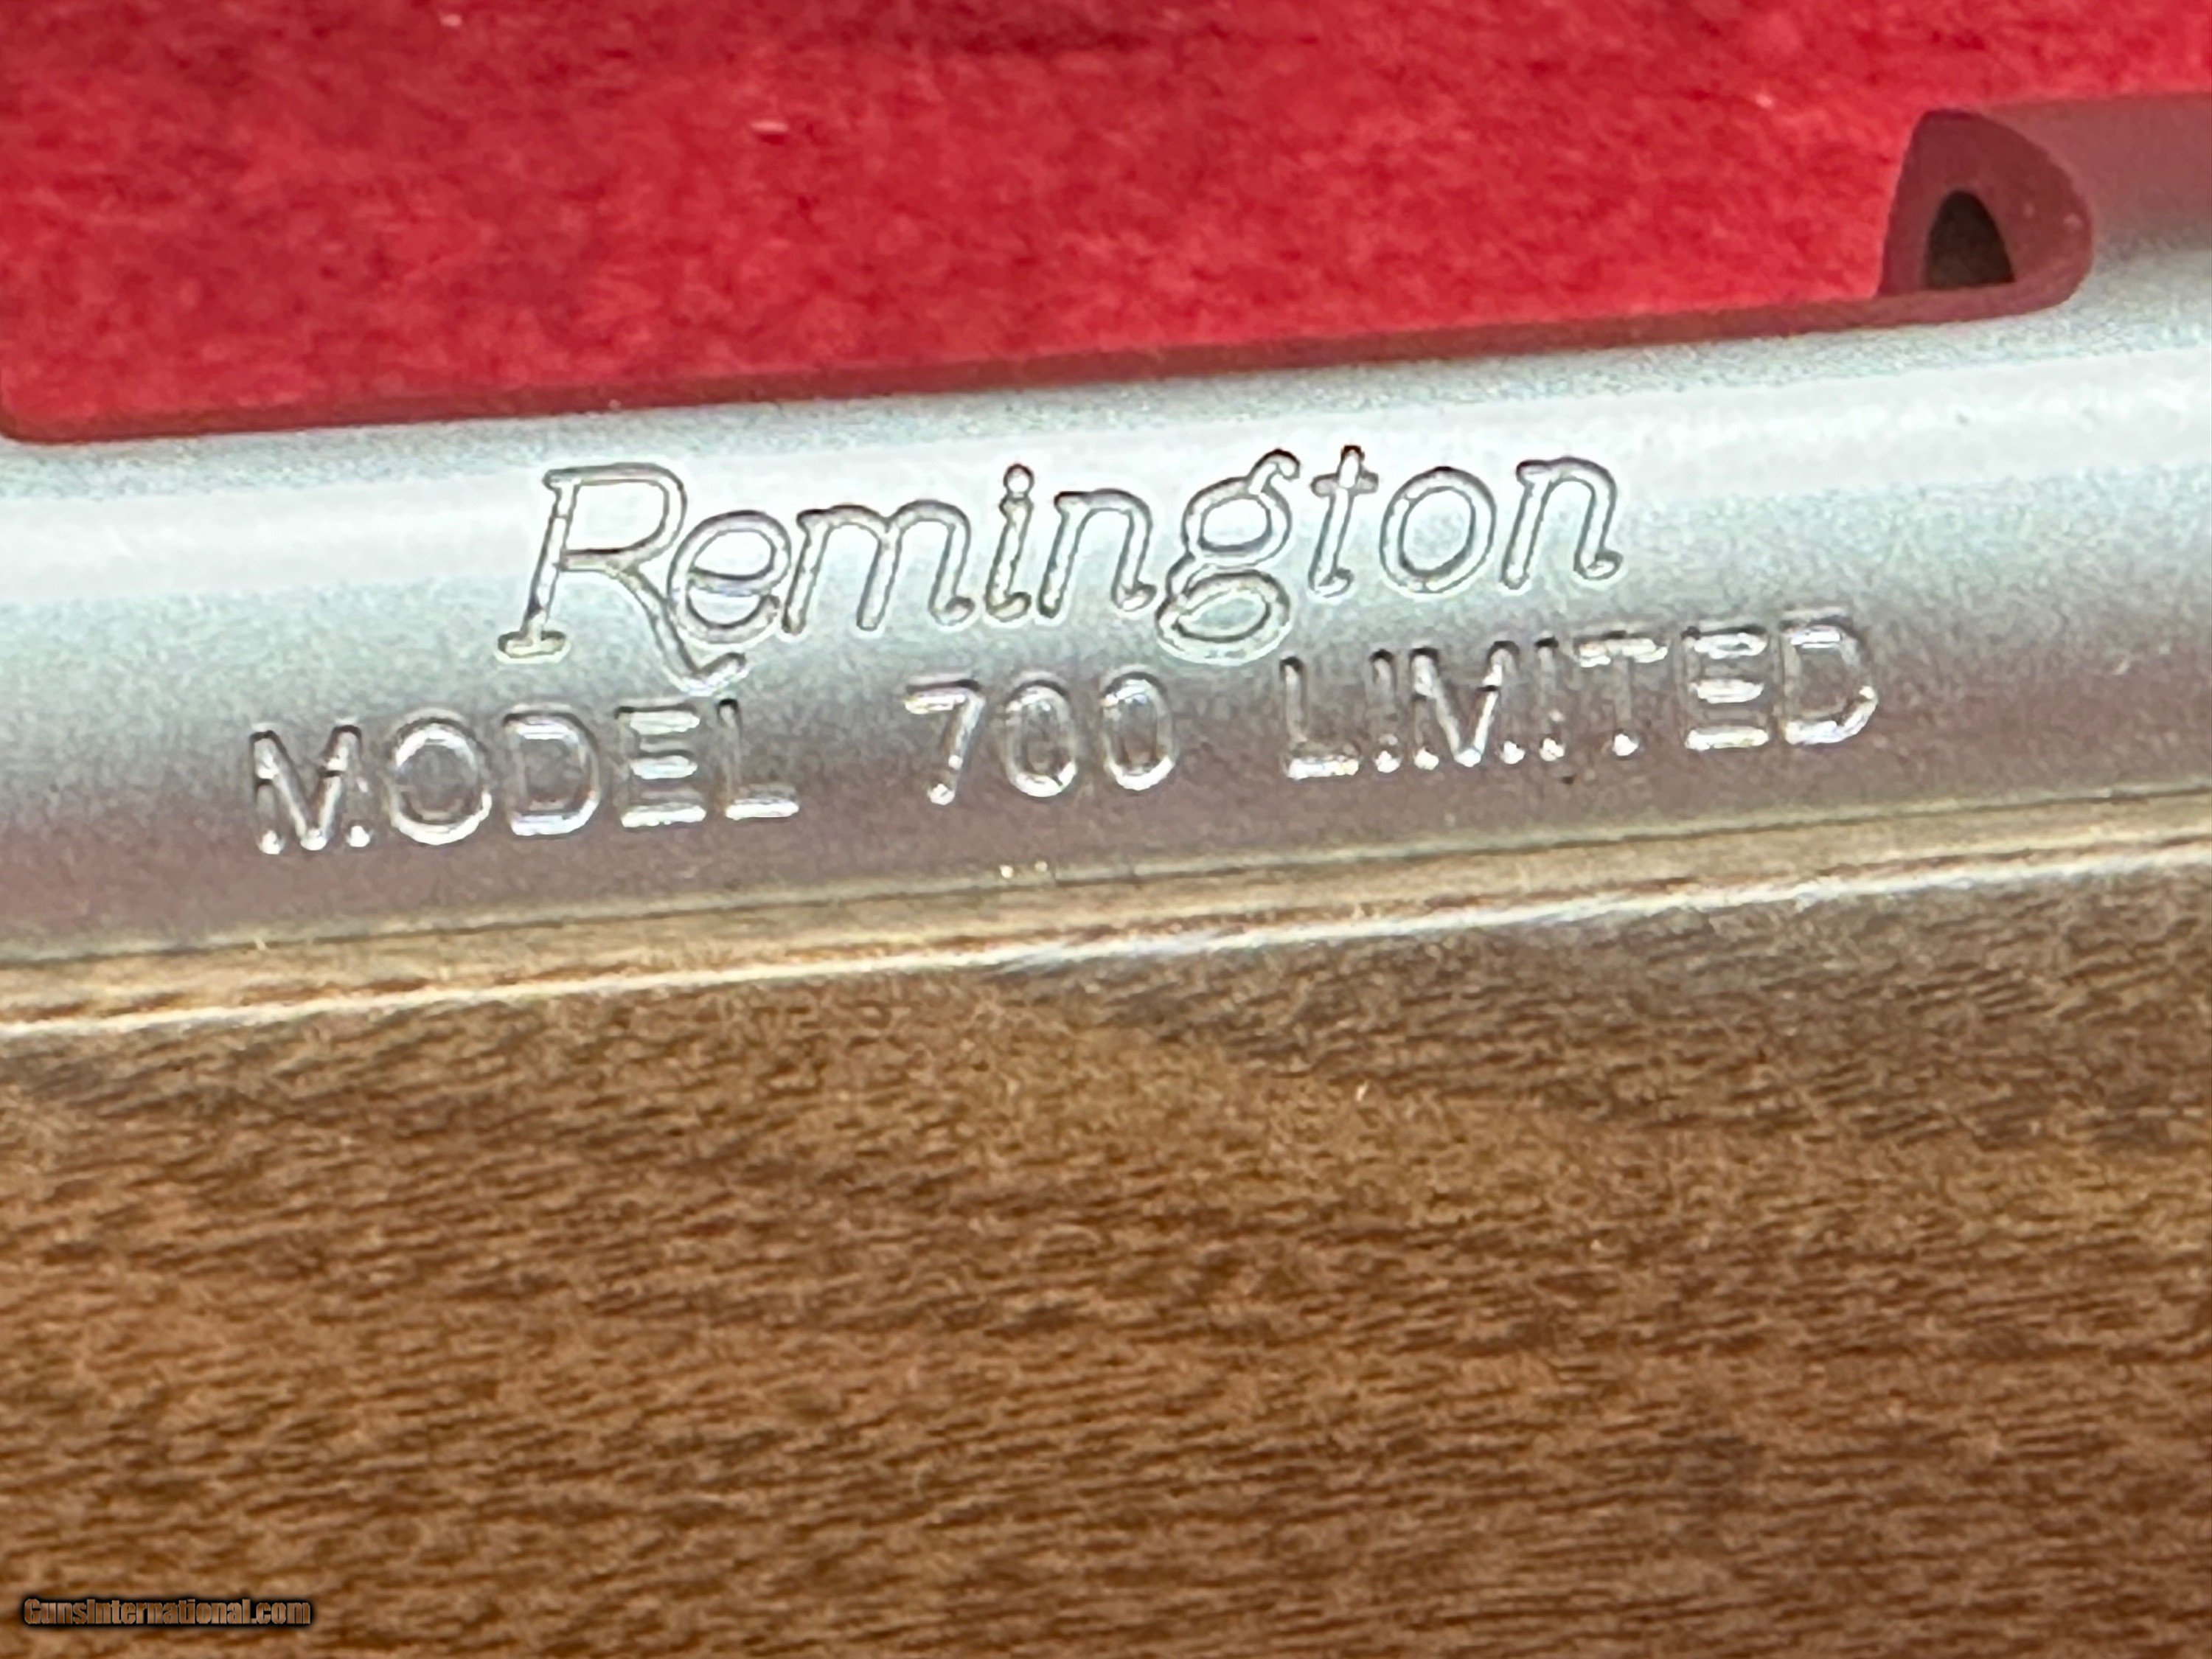 Remington
MODEL 700 LIMITED
GunsInternational.com